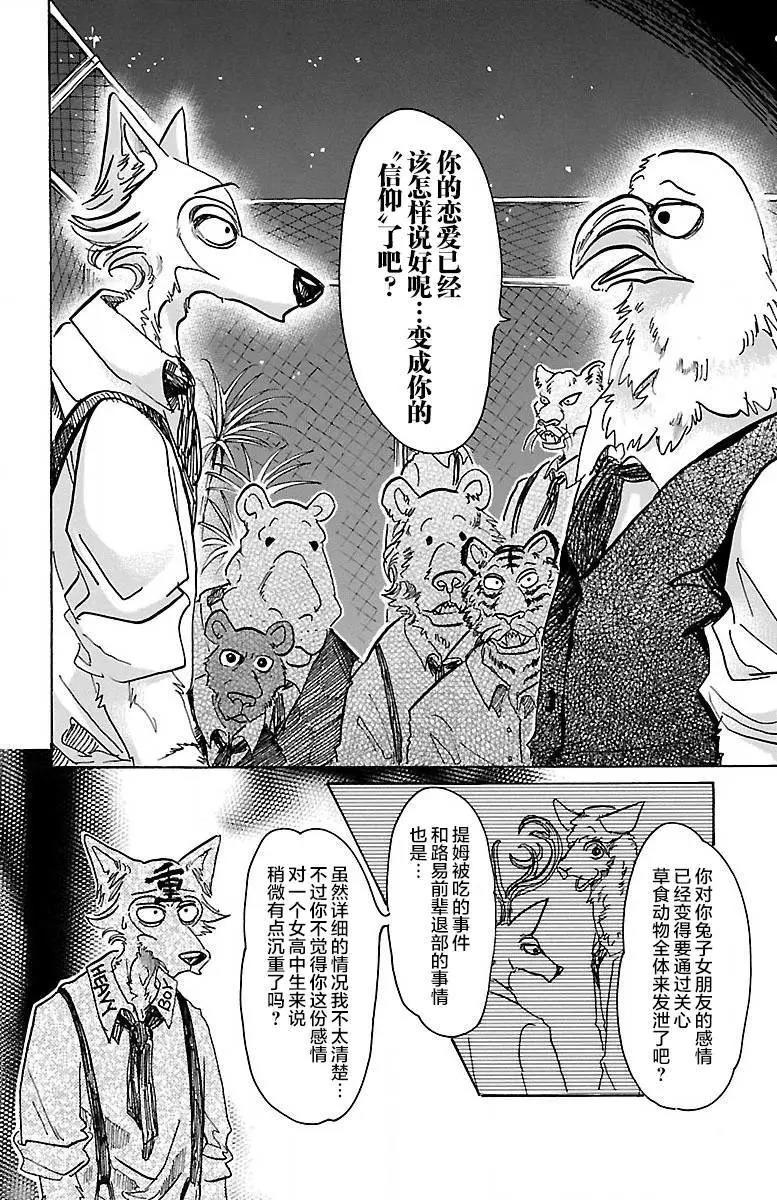 你的恋爱已经
该怎样说好呢…变成你的
〝信仰〞了吧？
你对你兔子女朋友的感情
已经变得要通过关心
草食动物全体来发泄了吧？
提姆被吃的事件
和路易前辈退部的事情
也是…
虽然详细的情况我不太清楚…
不过你不觉得你这份感情
对一个女高中生来说
稍微有点沉重了吗？
重
HEAVY
BOY